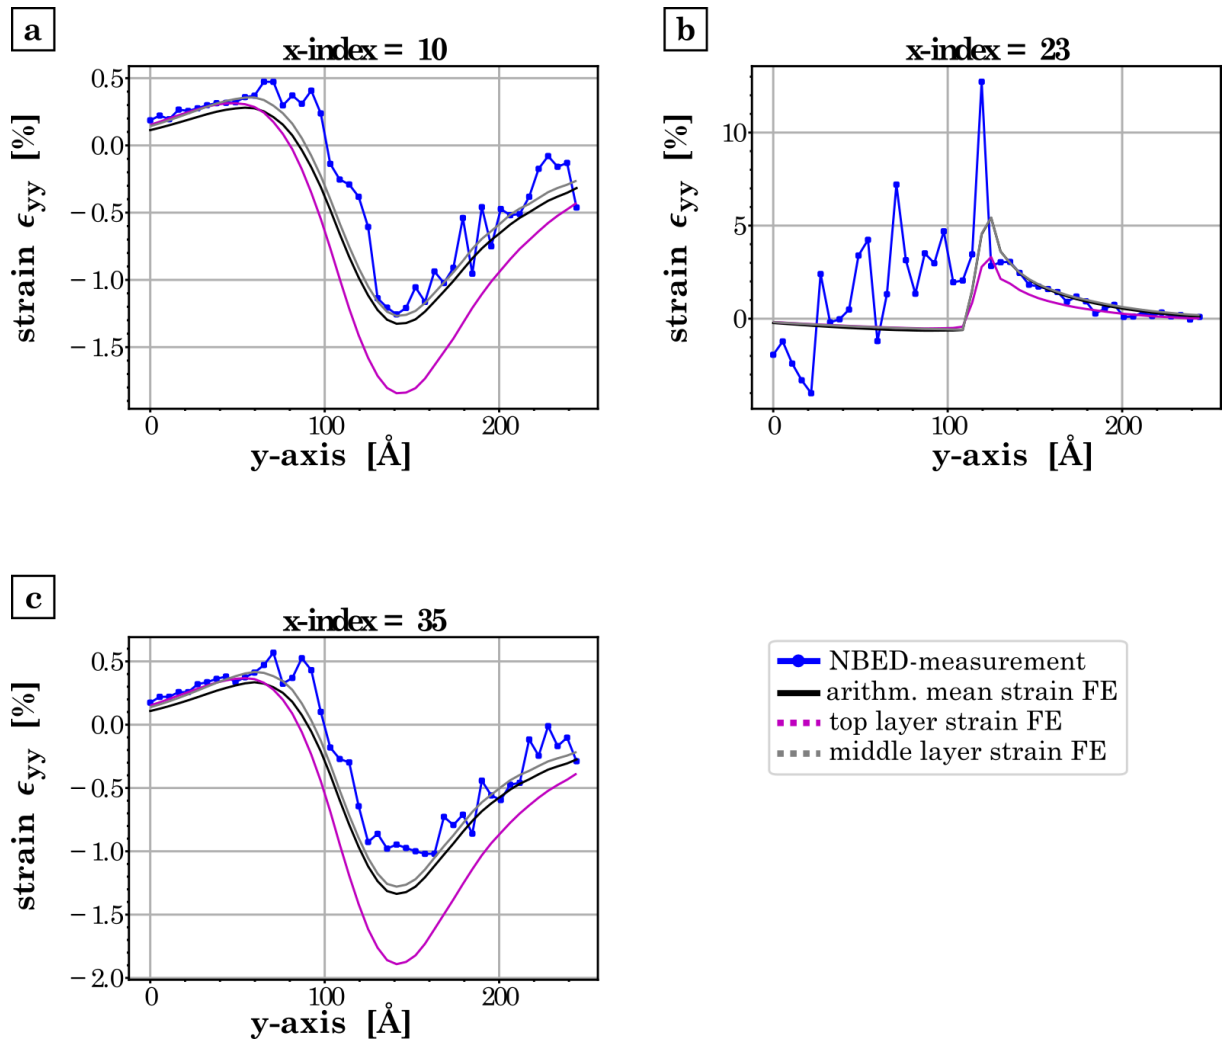 a
x-index = 10
0.5
0.0
−0.5
−1.0
−1.5
strain ϵyy [%]
0 100 200
y-axis [Å]
b
x-index = 23
10
5
0
strain ϵyy [%]
0 100 200
y-axis [Å]
c
x-index = 35
0.5
0.0
−0.5
−1.0
−1.5
−2.0
strain ϵyy [%]
0 100 200
y-axis [Å]
NBED-measurement
arithm. mean strain FE
top layer strain FE
middle layer strain FE